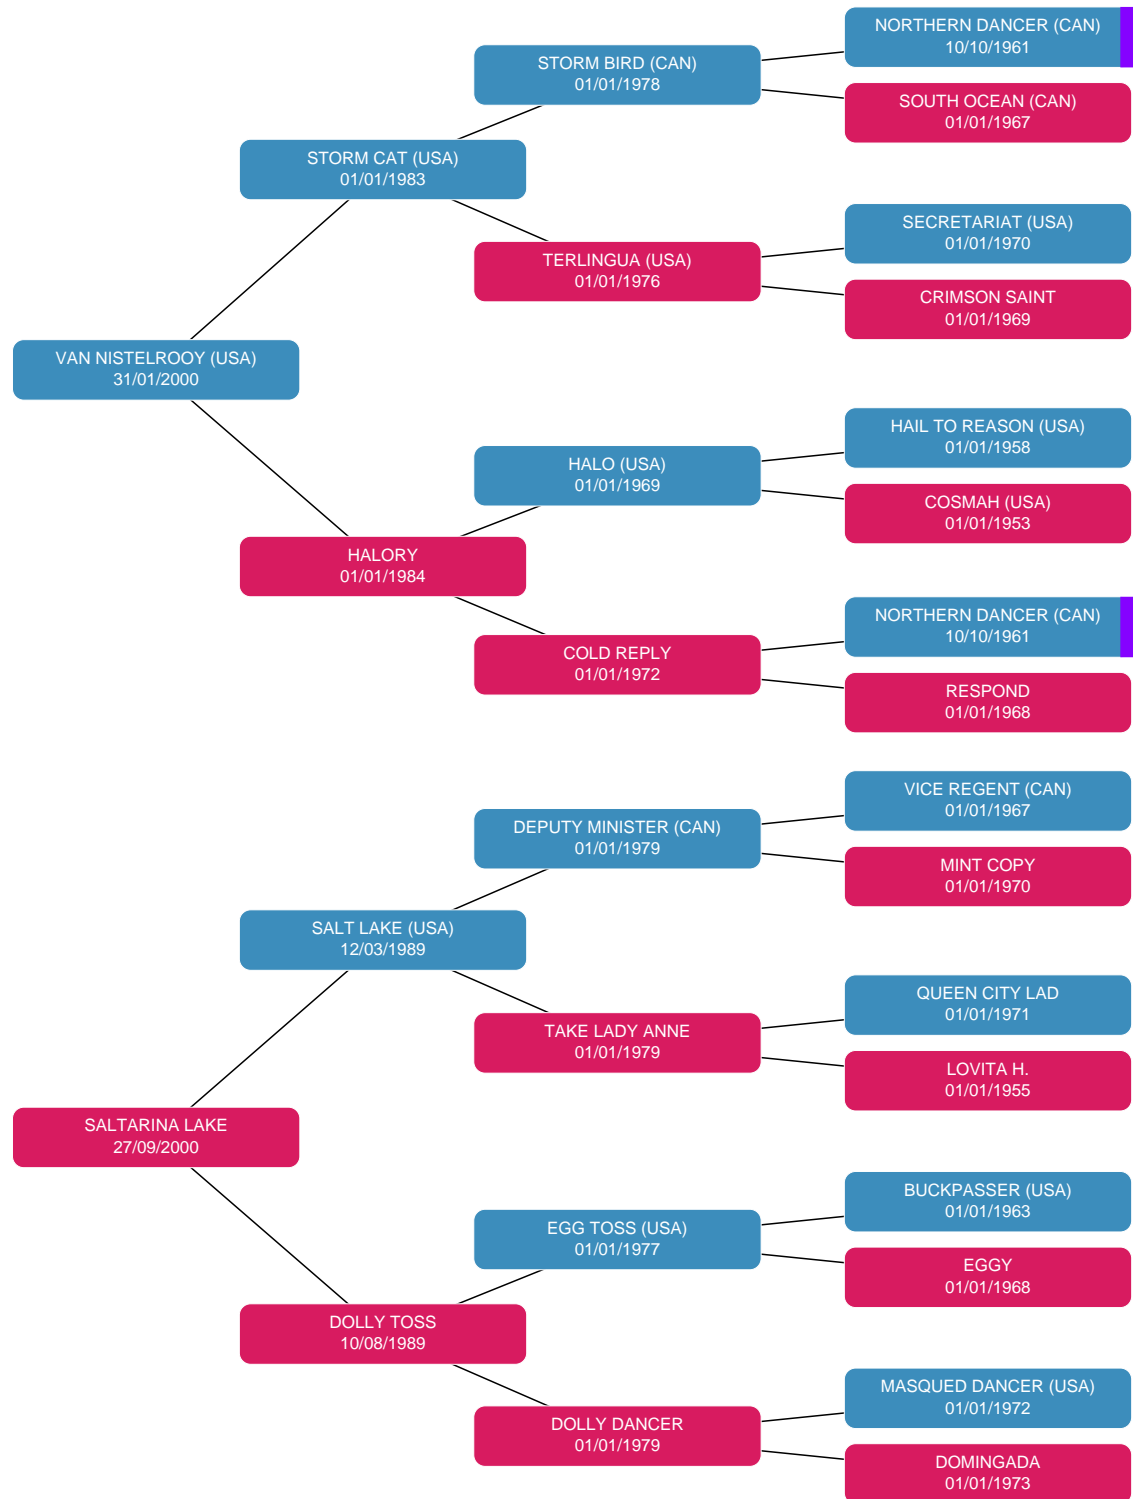 NORTHERN DANCER (CAN)
10/10/1961
STORM BIRD (CAN)
01/01/1978
SOUTH OCEAN (CAN)
01/01/1967
STORM CAT (USA)
01/01/1983
SECRETARIAT (USA)
01/01/1970
TERLINGUA (USA)
01/01/1976
CRIMSON SAINT
01/01/1969
VAN NISTELROOY (USA)
31/01/2000
HAIL TO REASON (USA)
01/01/1958
HALO (USA)
01/01/1969
COSMAH (USA)
01/01/1953
HALORY
01/01/1984
NORTHERN DANCER (CAN)
10/10/1961
COLD REPLY
01/01/1972
RESPOND
01/01/1968
VICE REGENT (CAN)
01/01/1967
DEPUTY MINISTER (CAN)
01/01/1979
MINT COPY
01/01/1970
SALT LAKE (USA)
12/03/1989
QUEEN CITY LAD
01/01/1971
TAKE LADY ANNE
01/01/1979
LOVITA H.
01/01/1955
SALTARINA LAKE
27/09/2000
BUCKPASSER (USA)
01/01/1963
EGG TOSS (USA)
01/01/1977
EGGY
01/01/1968
DOLLY TOSS
10/08/1989
MASQUED DANCER (USA)
01/01/1972
DOLLY DANCER
01/01/1979
DOMINGADA
01/01/1973